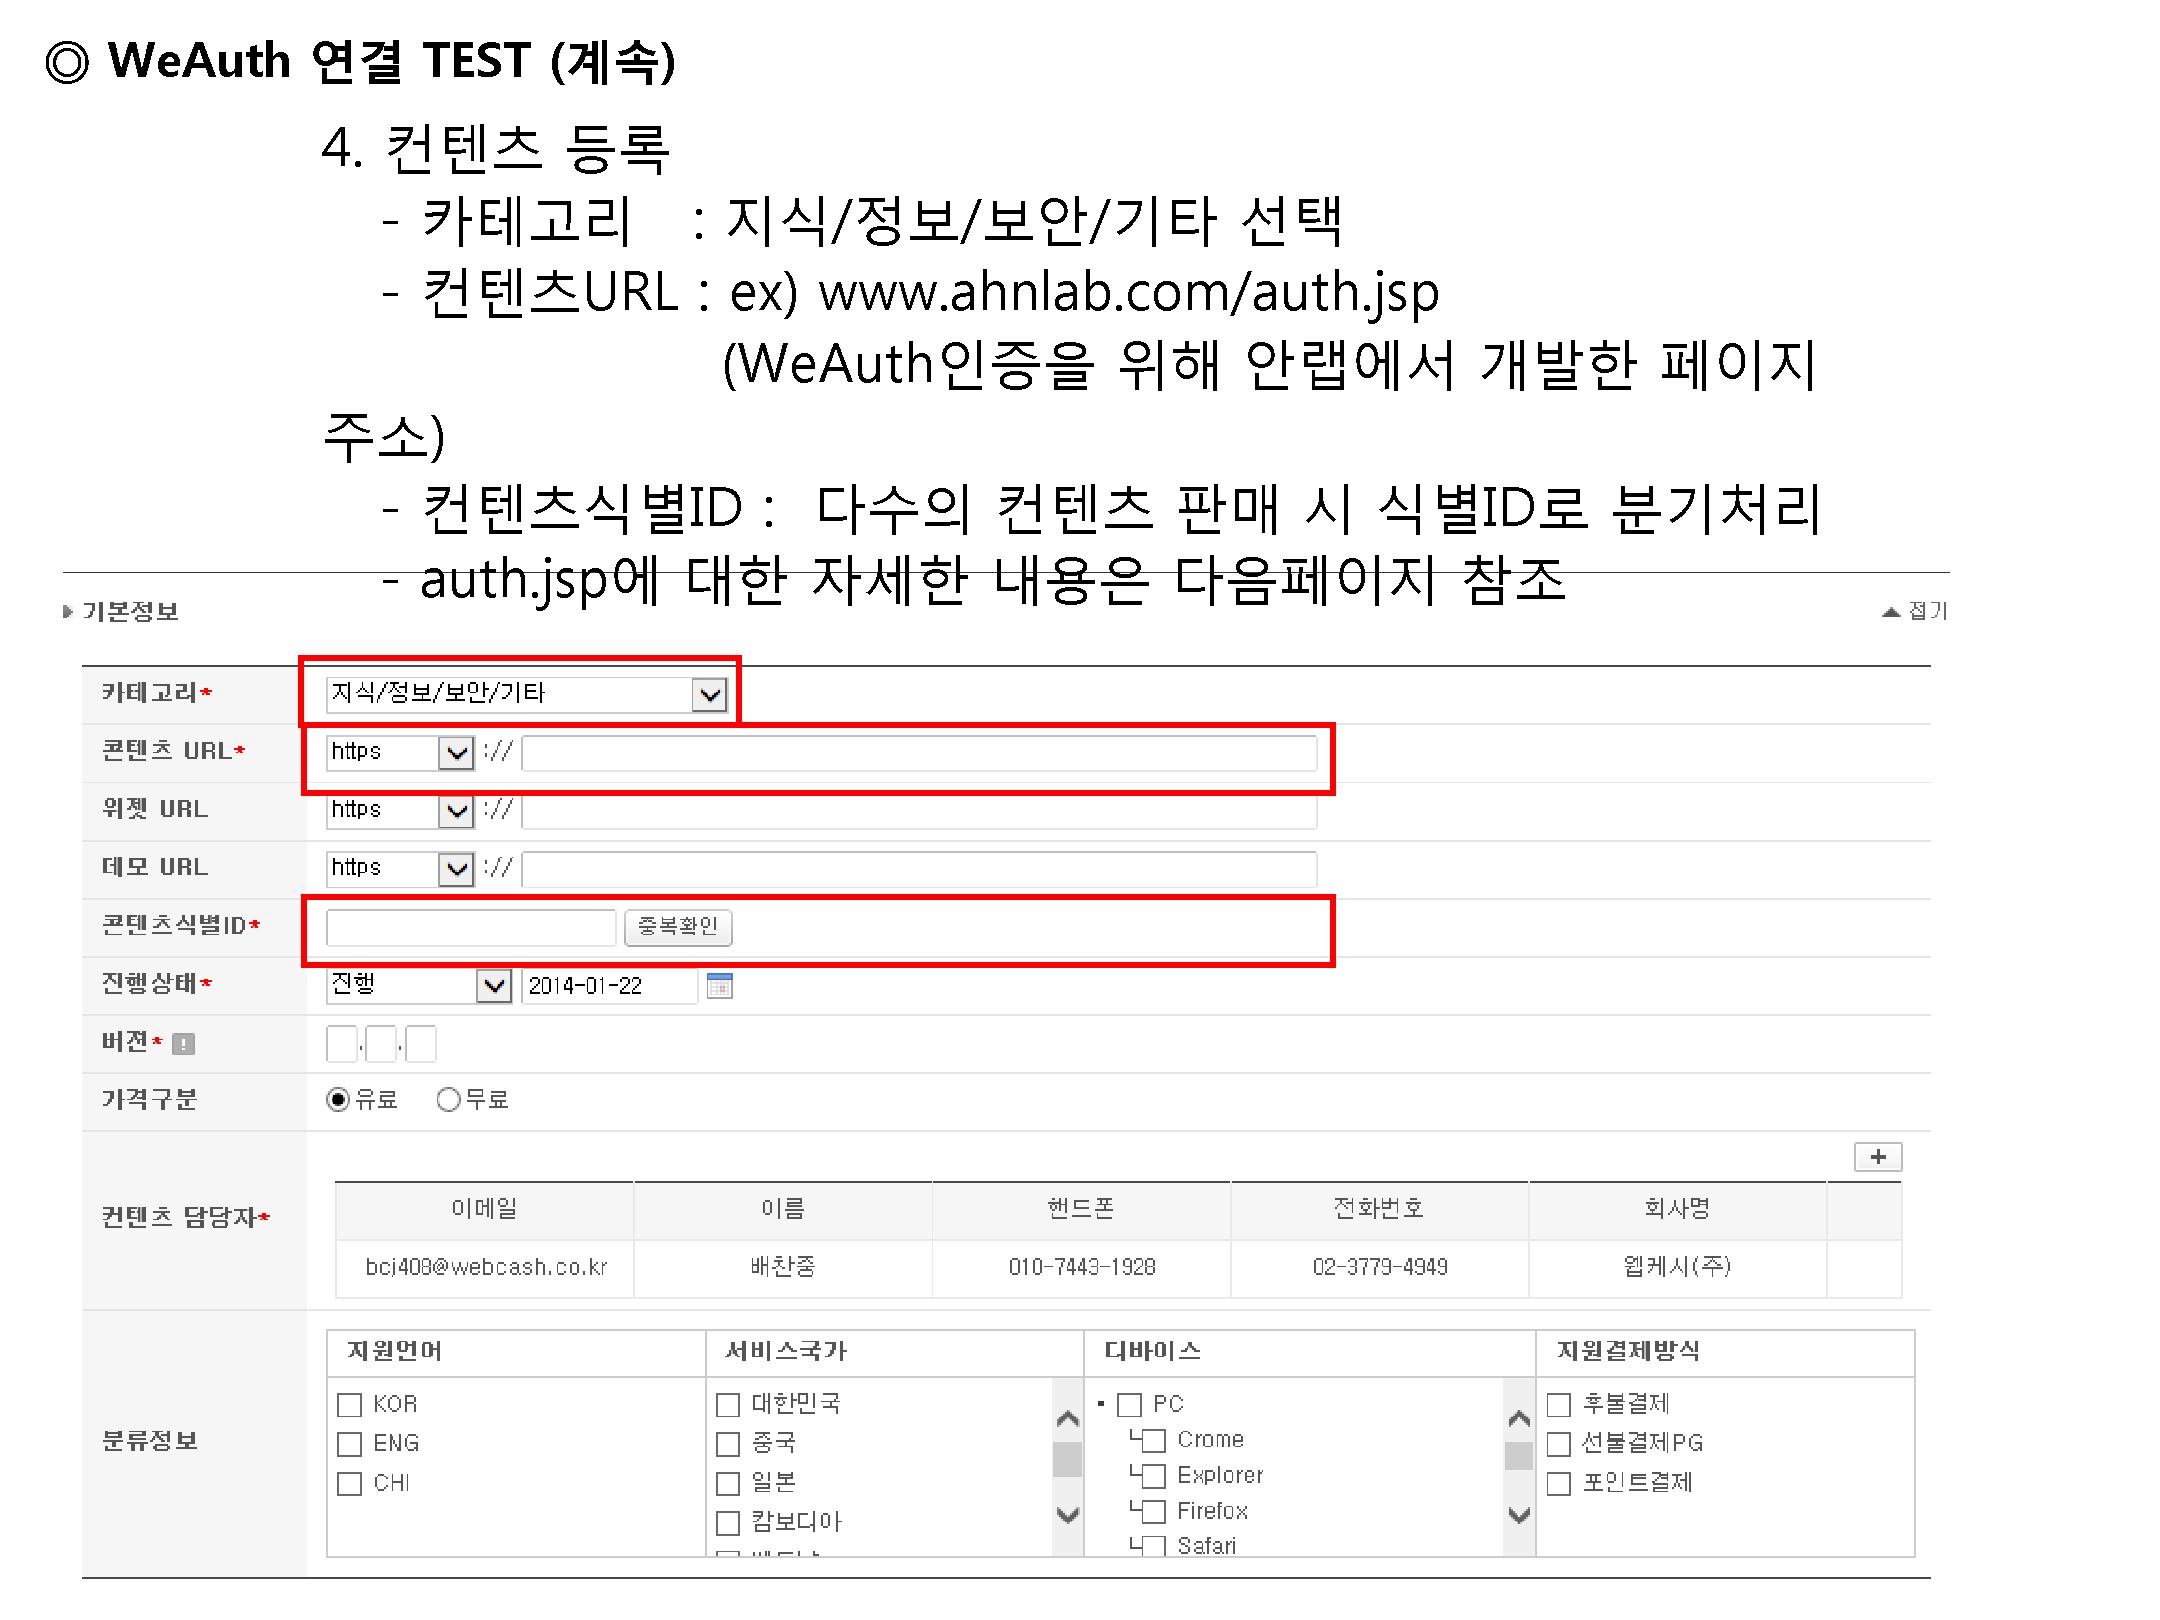 ◎ WeAuth 연결 TEST (계속)
4. 컨텐츠 등록
- 카테고리 : 지식/정보/보안/기타 선택
- 컨텐츠URL : ex) www.ahnlab.com/auth.jsp
(WeAuth인증을 위해 안랩에서 개발한 페이지
주소)
- 컨텐츠식별ID : 다수의 컨텐츠 판매 시 식별ID로 분기처리
- auth.jsp에 대한 자세한 내용은 다음페이지 참조
기본정보 ▲ 접기
카테고리* 지식/정보/보안/기타
콘텐츠 URL* https ://
위젯 URL https ://
데모 URL https ://
콘텐츠식별ID* 중복확인
진행상태* 진행 2014-01-22
버젼* ! . .
가격구분 유료 무료
+
컨텐츠 담당자*
이메일 이름 핸드폰 전화번호 회사명
bcj408@webcash.co.kr 배찬중 010-7443-1928 02-3779-4949 웹케시(주)
분류정보
지원언어 서비스국가 디바이스 지원결제방식
KOR 대한민국 PC 후불결제
ENG 중국 Crome 선불결제PG
CHI 일본 Explorer 포인트결제
캄보디아 Firefox
Safari